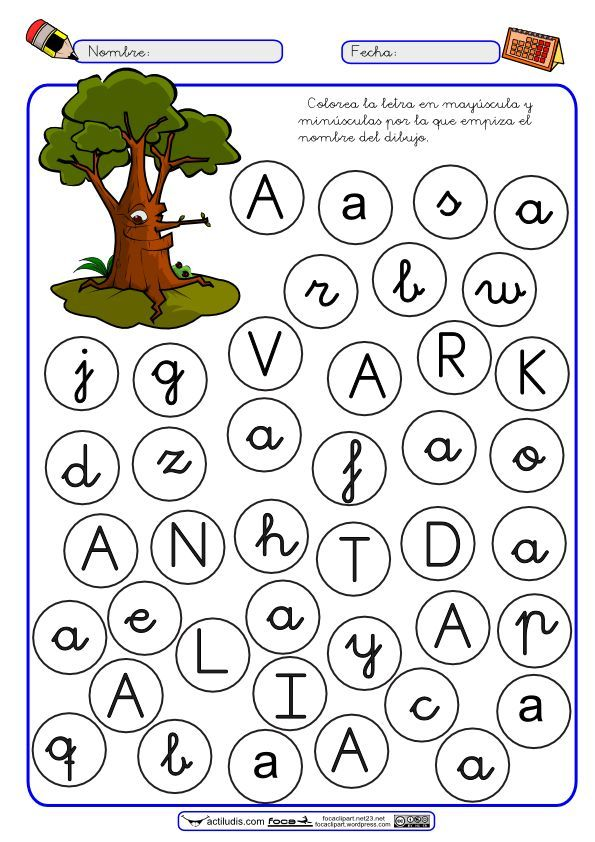 Nombre: Fecha:
Colorea la letra en mayúscula y
minúsculas por la que empiza el
nombre del dibujo.
A a s a
r b w
j g V A R K
d z a f a o
A N h T D a
a e L a y A p
A I c a
q b a A a
actiludis.com foca focaclipart.net23.net
focaclipart.wordpress.com